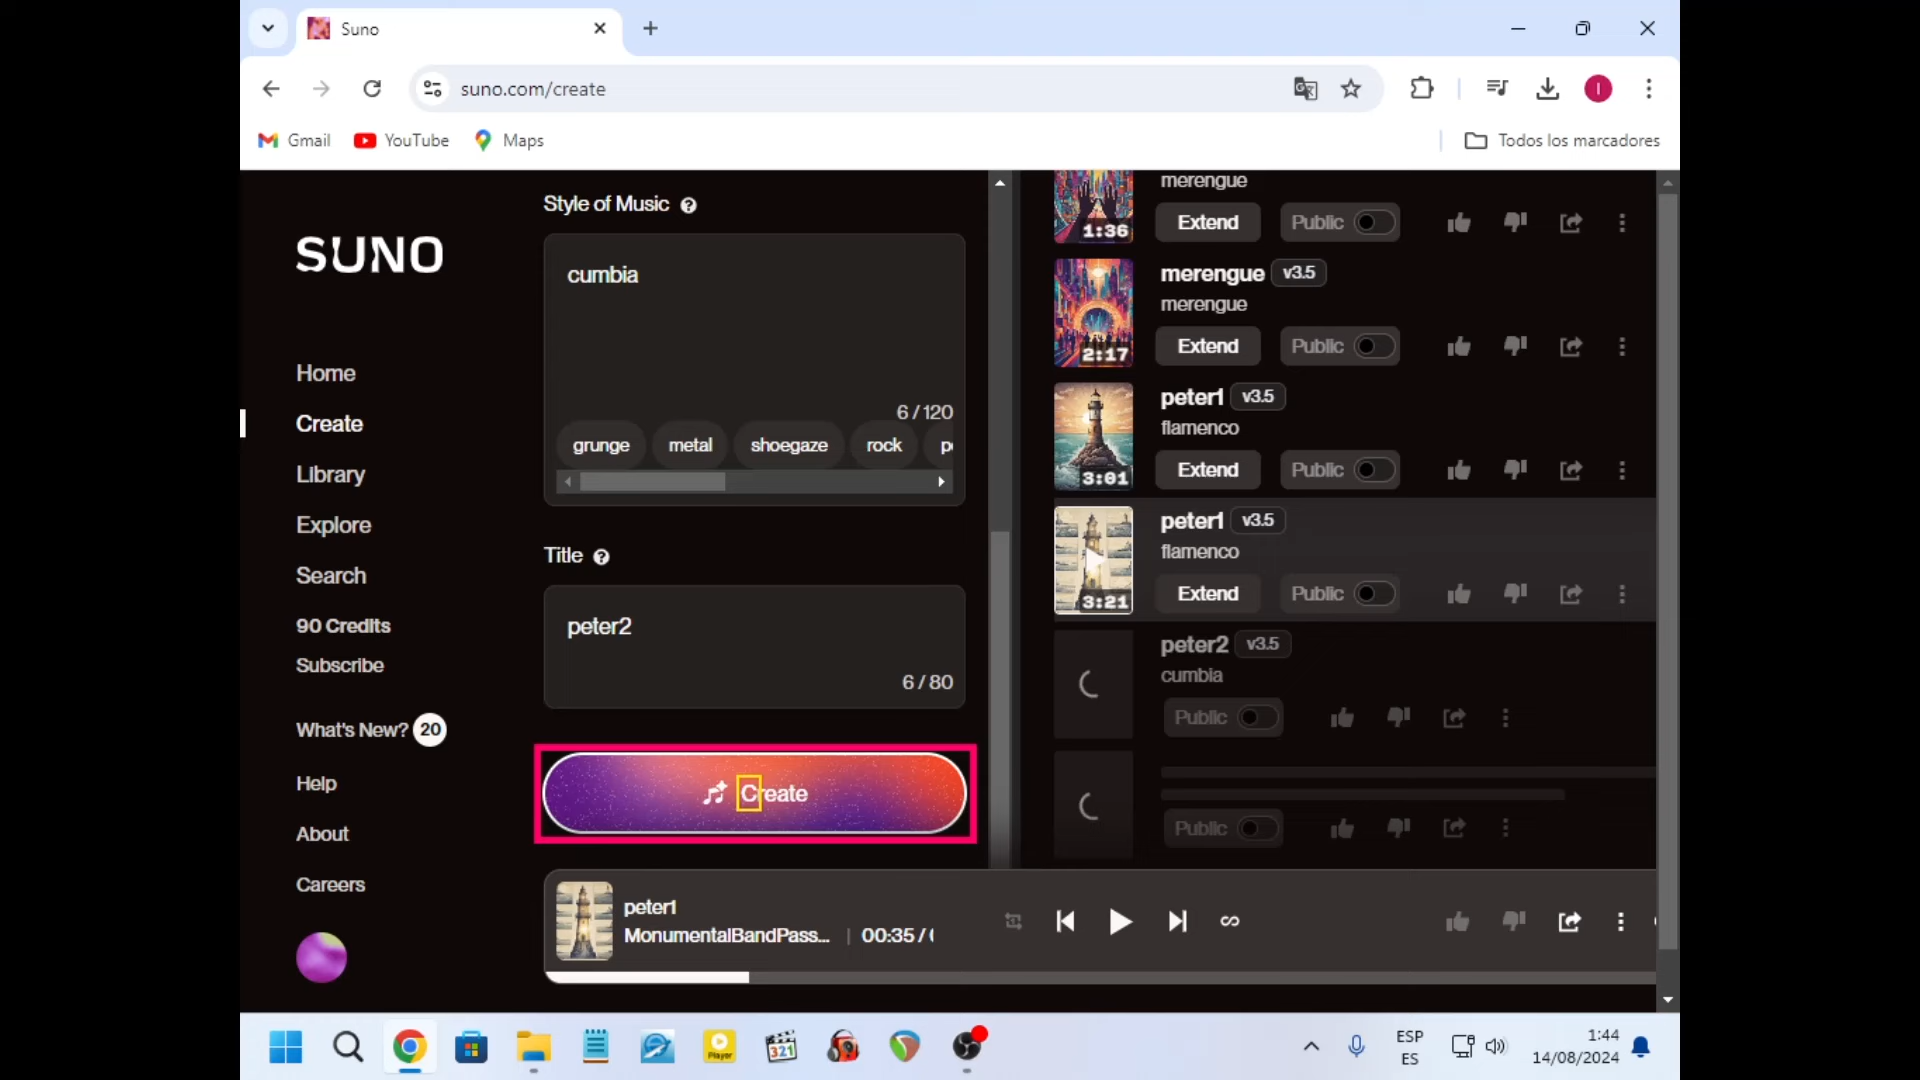 Suno
suno.com/create
Gmail
YouTube
Maps
Todos los marcadores
SUNO
Home
Create
Library
Explore
Search
90 Credits
Subscribe
What's New? 20
Help
About
Careers
Style of Music
cumbia
6 / 120
grunge
metal
shoegaze
rock
Title
peter2
6 / 80
Create
merengue
1:36
Extend
Public
merengue v3.5
merengue
2:17
Extend
Public
peter1 v3.5
flamenco
3:01
Extend
Public
peter1 v3.5
flamenco
3:21
Extend
Public
peter2 v3.5
cumbia
Public
Public
peter1
MonumentalBandPass... | 00:35 /
Player
321
ESP
ES
1:44
14/08/2024
I